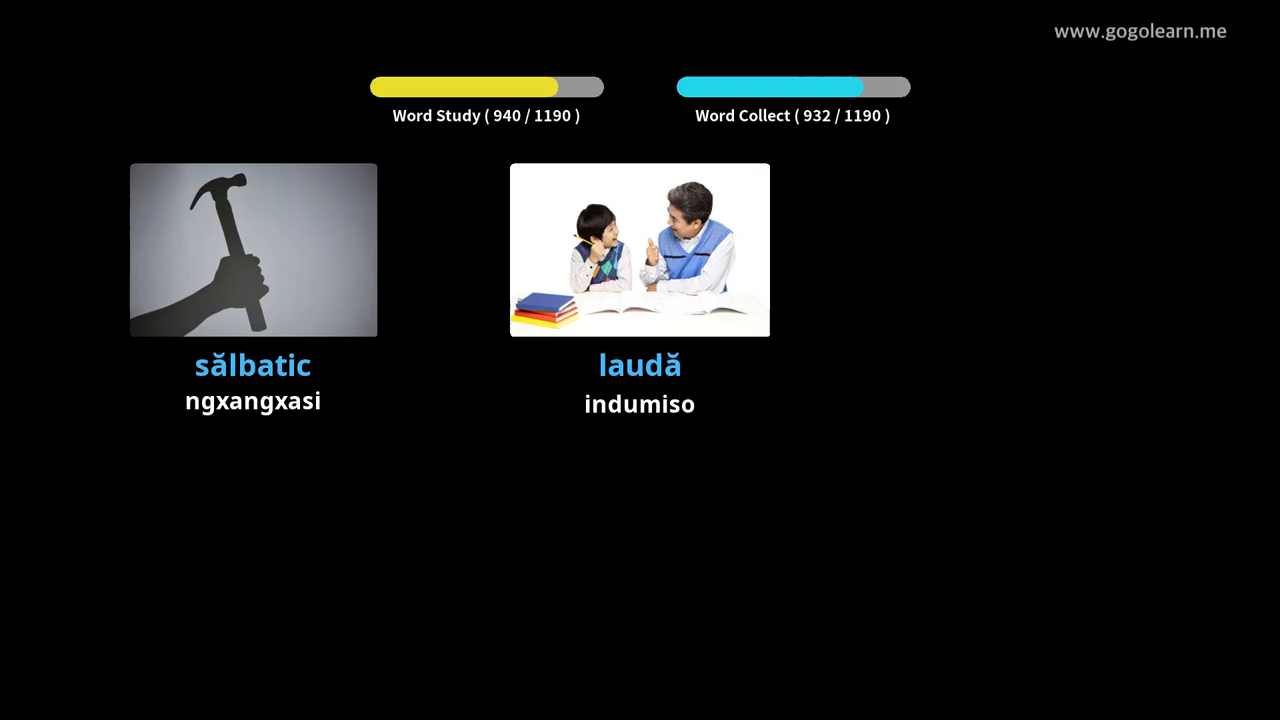 www.gogolearn.me
Word Study ( 940 / 1190 )
Word Collect ( 932 / 1190 )
sălbatic
ngxangxasi
laudă
indumiso